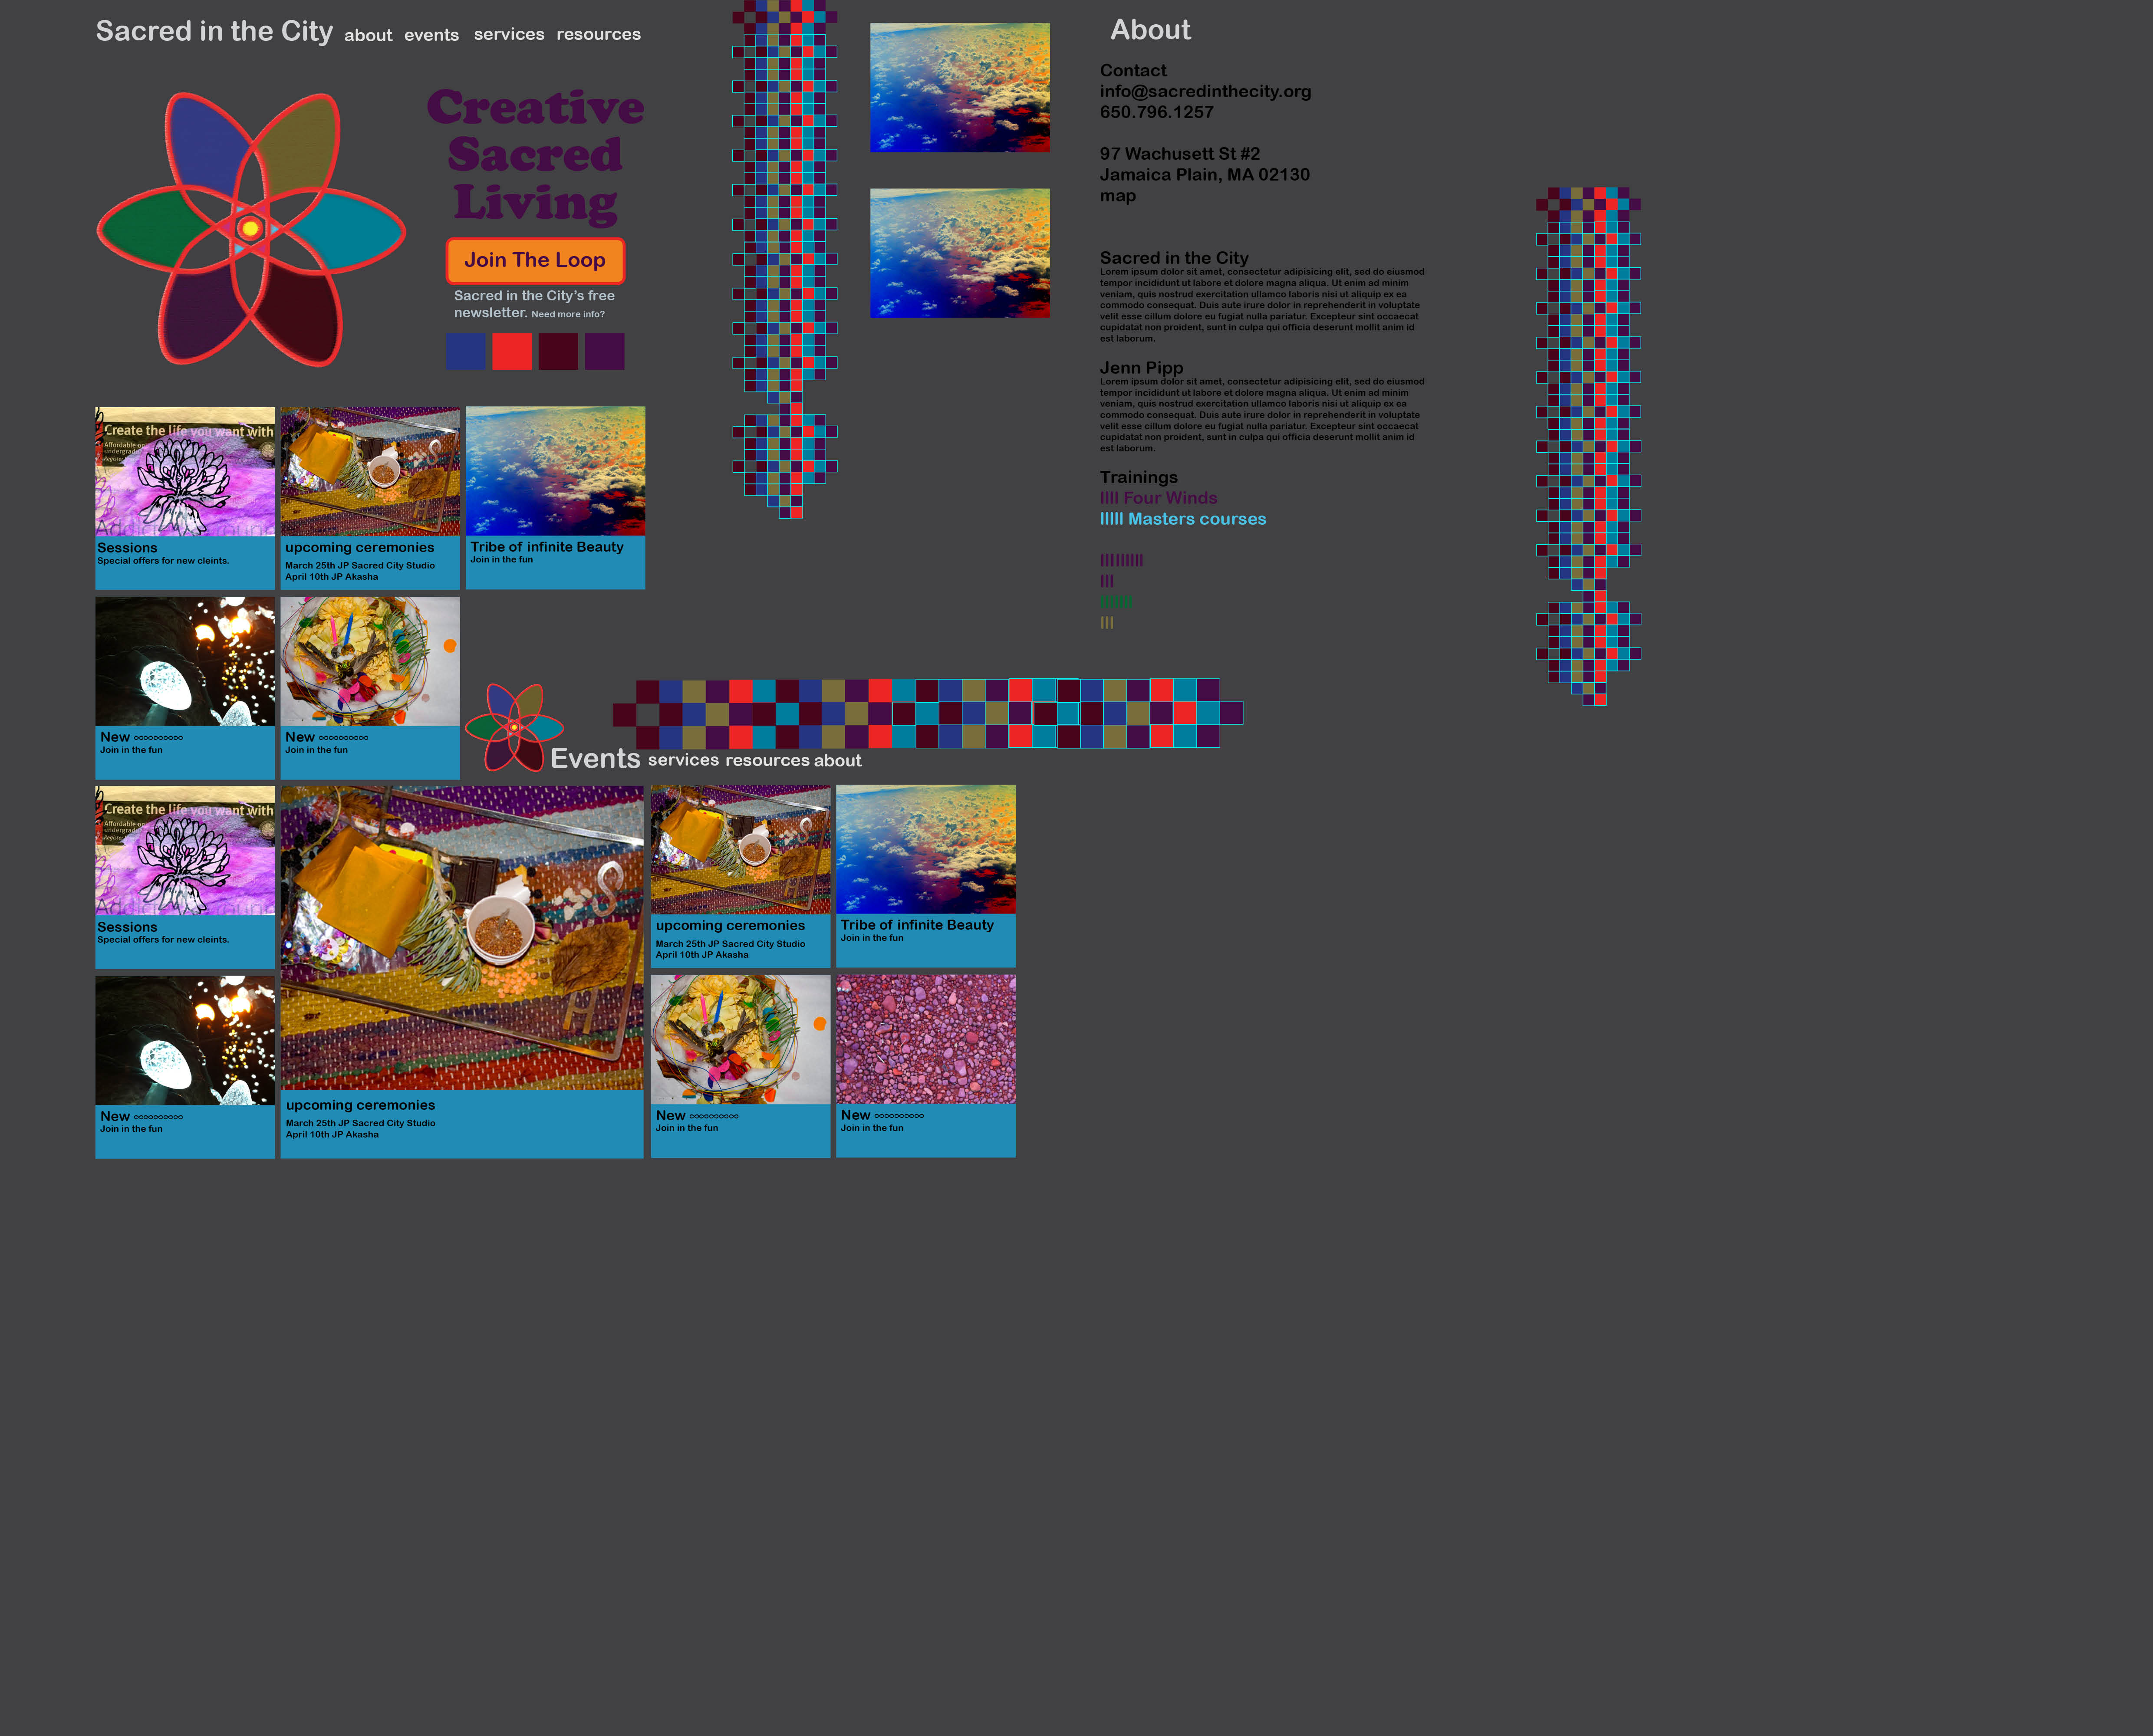 Sacred in the City about events services resources
Creative
Sacred
Living
Join The Loop
Sacred in the City's free
newsletter. Need more info?
Create the life you want with
Affordable
undergrad
Register
Sessions
Special offers for new cleints.
upcoming ceremonies
March 25th JP Sacred City Studio
April 10th JP Akasha
Tribe of infinite Beauty
Join in the fun
New ∞∞∞∞∞∞∞∞∞∞
Join in the fun
New ∞∞∞∞∞∞∞∞∞∞
Join in the fun
About
Contact
info@sacredinthecity.org
650.796.1257
97 Wachusett St #2
Jamaica Plain, MA 02130
map
Sacred in the City
Lorem ipsum dolor sit amet, consectetur adipisicing elit, sed do eiusmod
tempor incididunt ut labore et dolore magna aliqua. Ut enim ad minim
veniam, quis nostrud exercitation ullamco laboris nisi ut aliquip ex ea
commodo consequat. Duis aute irure dolor in reprehenderit in voluptate
velit esse cillum dolore eu fugiat nulla pariatur. Excepteur sint occaecat
cupidatat non proident, sunt in culpa qui officia deserunt mollit anim id
est laborum.
Jenn Pipp
Lorem ipsum dolor sit amet, consectetur adipisicing elit, sed do eiusmod
tempor incididunt ut labore et dolore magna aliqua. Ut enim ad minim
veniam, quis nostrud exercitation ullamco laboris nisi ut aliquip ex ea
commodo consequat. Duis aute irure dolor in reprehenderit in voluptate
velit esse cillum dolore eu fugiat nulla pariatur. Excepteur sint occaecat
cupidatat non proident, sunt in culpa qui officia deserunt mollit anim id
est laborum.
Trainings
llll Four Winds
lllll Masters courses
lllllllll
lll
lllllll
lll
Events services resources about
Create the life you want with
Affordable
undergrad
Register
Sessions
Special offers for new cleints.
New ∞∞∞∞∞∞∞∞∞∞
Join in the fun
upcoming ceremonies
March 25th JP Sacred City Studio
April 10th JP Akasha
upcoming ceremonies
March 25th JP Sacred City Studio
April 10th JP Akasha
Tribe of infinite Beauty
Join in the fun
New ∞∞∞∞∞∞∞∞∞∞
Join in the fun
New ∞∞∞∞∞∞∞∞∞∞
Join in the fun